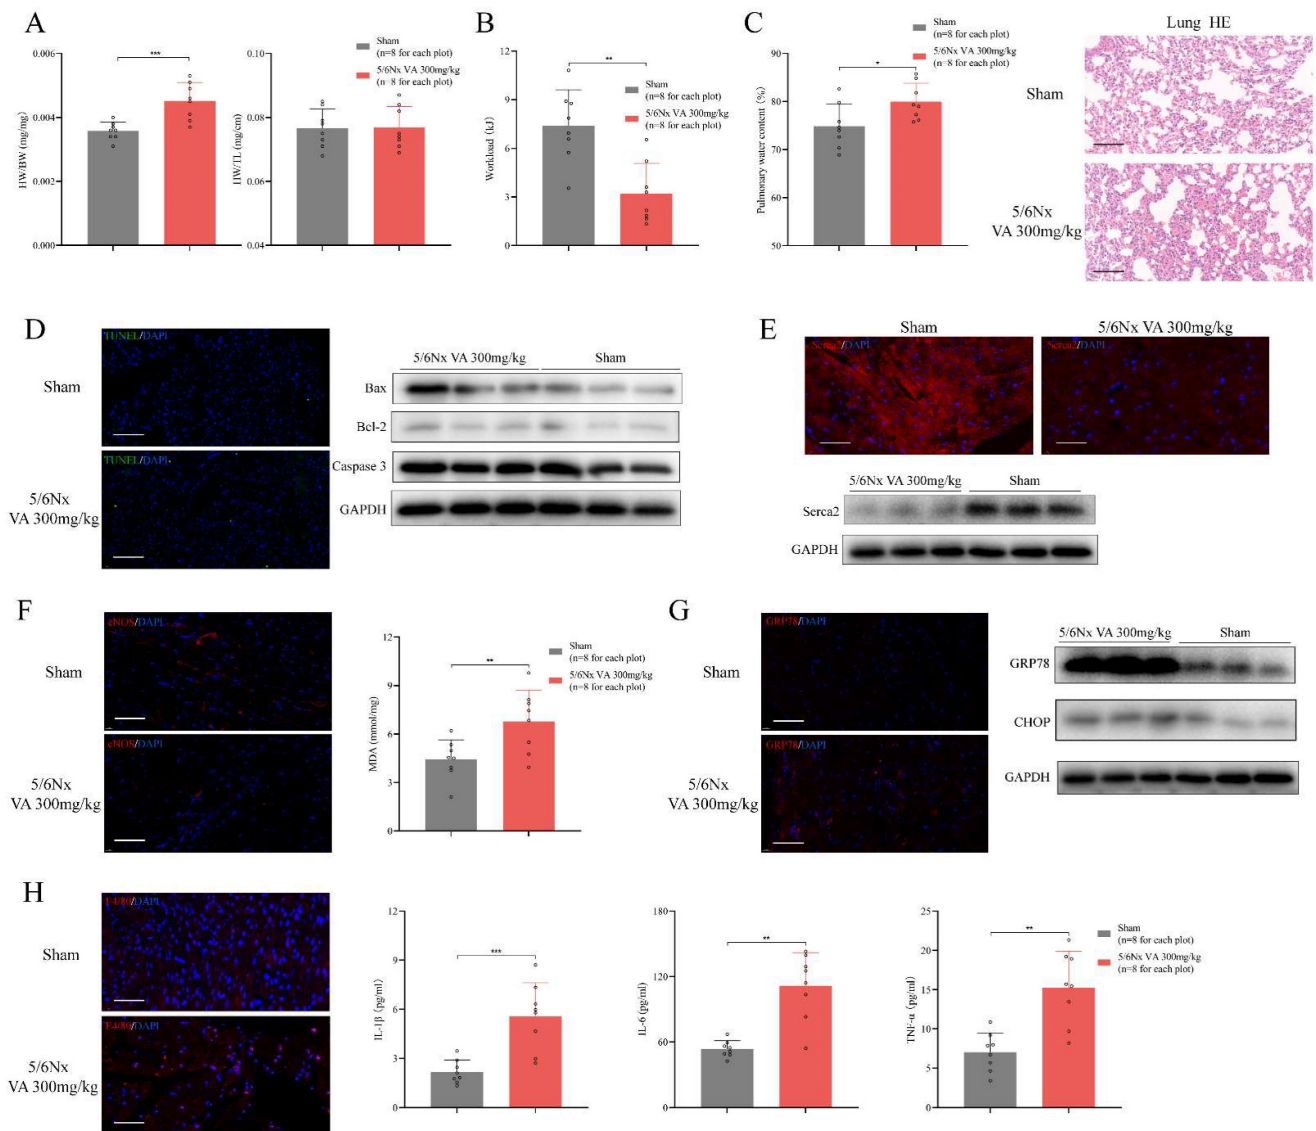 A
Sham
(n=8 for each plot)
5/6Nx VA 300mg/kg
(n=8 for each plot)
HW/BW (mg/mg)
0.006
0.004
0.002
0.000
***
HW/TL (mg/cm)
0.10
0.08
0.06
0.04
B
Sham
(n=8 for each plot)
5/6Nx VA 300mg/kg
(n=8 for each plot)
Workload (kJ)
12
9
6
3
0
**
C
Sham
(n=8 for each plot)
5/6Nx VA 300mg/kg
(n=8 for each plot)
Pulmonary water content (%)
100
90
80
70
60
50
*
Lung HE
Sham
5/6Nx
VA 300mg/kg
D
Sham
TUNEL/DAPI
5/6Nx
VA 300mg/kg
TUNEL/DAPI
5/6Nx VA 300mg/kg Sham
Bax
Bcl-2
Caspase 3
GAPDH
E
Sham 5/6Nx VA 300mg/kg
Serca2/DAPI Serca2/DAPI
5/6Nx VA 300mg/kg Sham
Serca2
GAPDH
F
Sham
eNOS/DAPI
5/6Nx
VA 300mg/kg
eNOS/DAPI
Sham
(n=8 for each plot)
5/6Nx VA 300mg/kg
(n=8 for each plot)
MDA (mmol/mg)
12
9
6
3
0
**
G
Sham
GRP78/DAPI
5/6Nx
VA 300mg/kg
GRP78/DAPI
5/6Nx VA 300mg/kg Sham
GRP78
CHOP
GAPDH
H
Sham
F4/80/DAPI
5/6Nx
VA 300mg/kg
F4/80/DAPI
IL-1β (pg/ml)
12
9
6
3
0
***
IL-6 (pg/ml)
180
120
60
0
**
TNF-α (pg/ml)
25
20
15
10
5
0
**
Sham
(n=8 for each plot)
5/6Nx VA 300mg/kg
(n=8 for each plot)